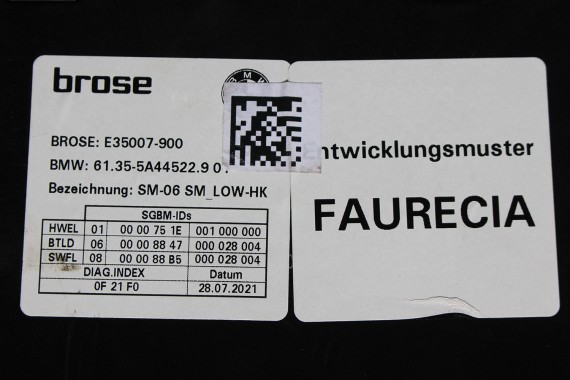 brose
BMW
BROSE: E35007-900
BMW: 61.35-5A44522.9 0
Bezeichnung: SM-06 SM_LOW-HK
SGBM-IDs
HWEL 01 00 00 75 1E 001 000 000
BTLD 06 00 00 88 47 000 028 004
SWFL 08 00 00 88 B5 000 028 004
DIAG.INDEX Datum
0F 21 F0 28.07.2021
ntwicklungsmuster
FAURECIA